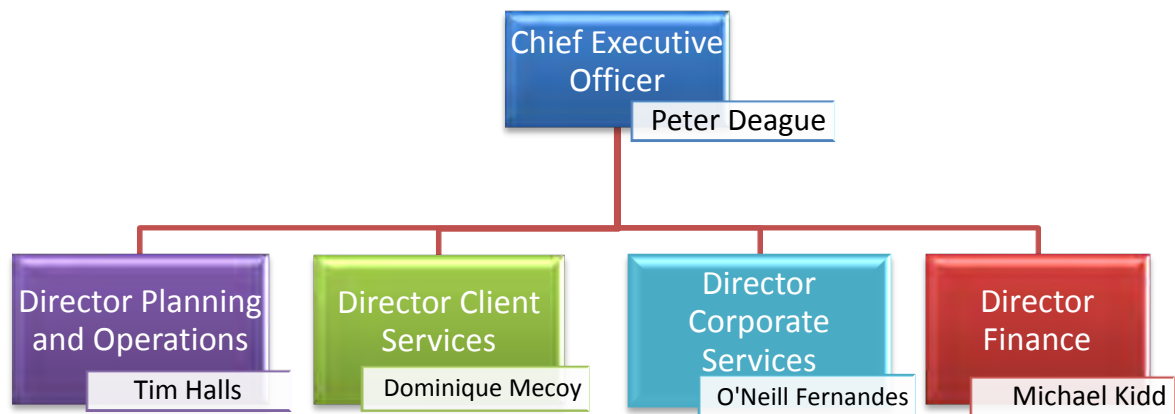 Chief Executive
Officer
Peter Deague
Director Planning
and Operations
Tim Halls
Director Client
Services
Dominique Mecoy
Director
Corporate
Services
O'Neill Fernandes
Director
Finance
Michael Kidd